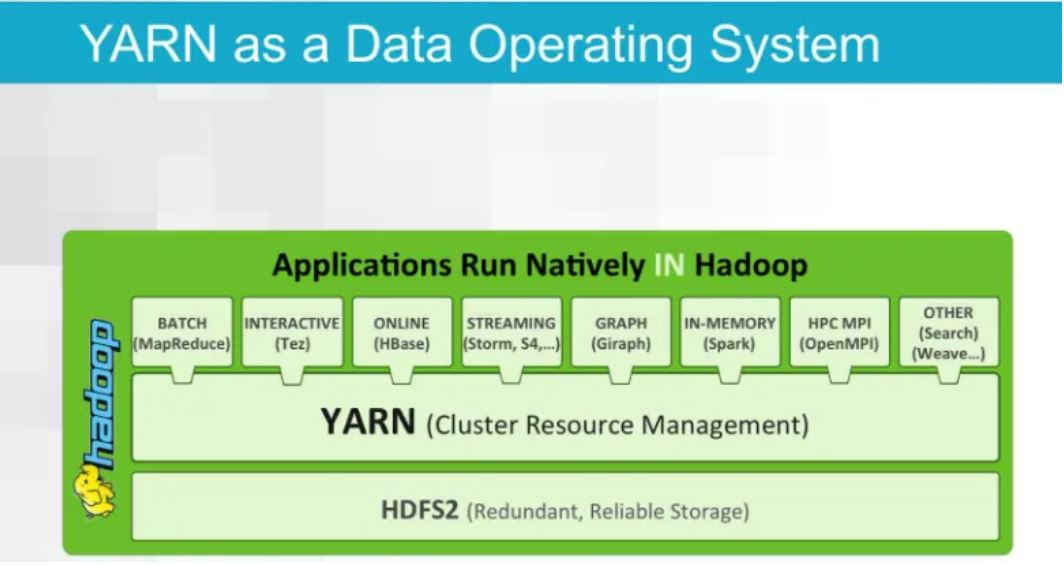 YARN as a Data Operating System
Applications Run Natively IN Hadoop
BATCH
(MapReduce)
INTERACTIVE
(Tez)
ONLINE
(HBase)
STREAMING
(Storm, S4,...)
GRAPH
(Giraph)
IN-MEMORY
(Spark)
HPC MPI
(OpenMPI)
OTHER
(Search)
(Weave...)
hadoop
YARN (Cluster Resource Management)
HDFS2 (Redundant, Reliable Storage)